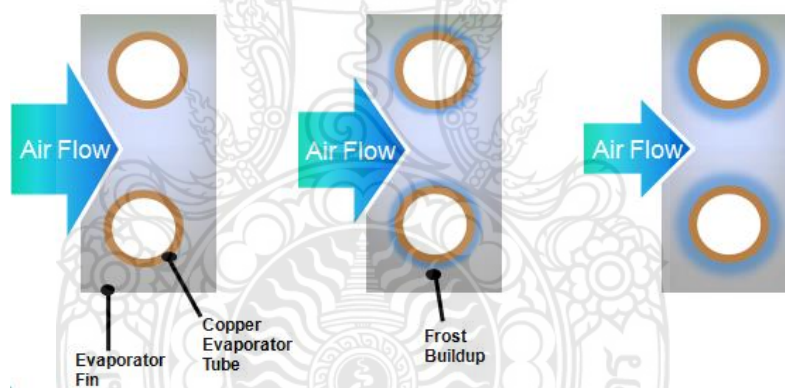 Air Flow
Air Flow
Air Flow
Copper
Evaporator
Tube
Evaporator
Fin
Frost
Buildup